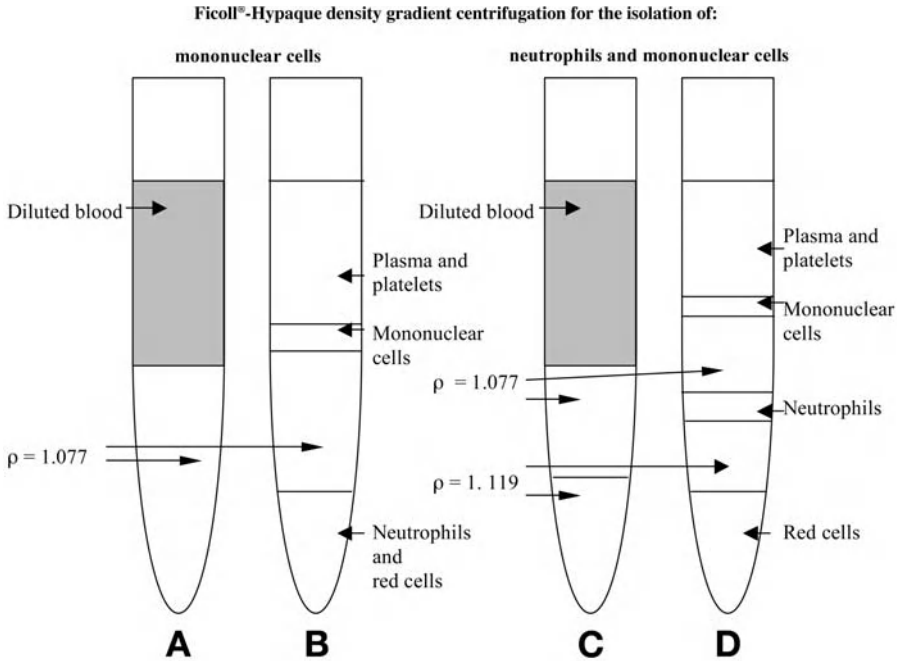 Ficoll®-Hypaque density gradient centrifugation for the isolation of:
mononuclear cells
neutrophils and mononuclear cells
Diluted blood
Plasma and
platelets
Mononuclear
cells
ρ = 1.077
Neutrophils
and
red cells
Diluted blood
Plasma and
platelets
Mononuclear
cells
ρ = 1.077
Neutrophils
ρ = 1. 119
Red cells
A
B
C
D